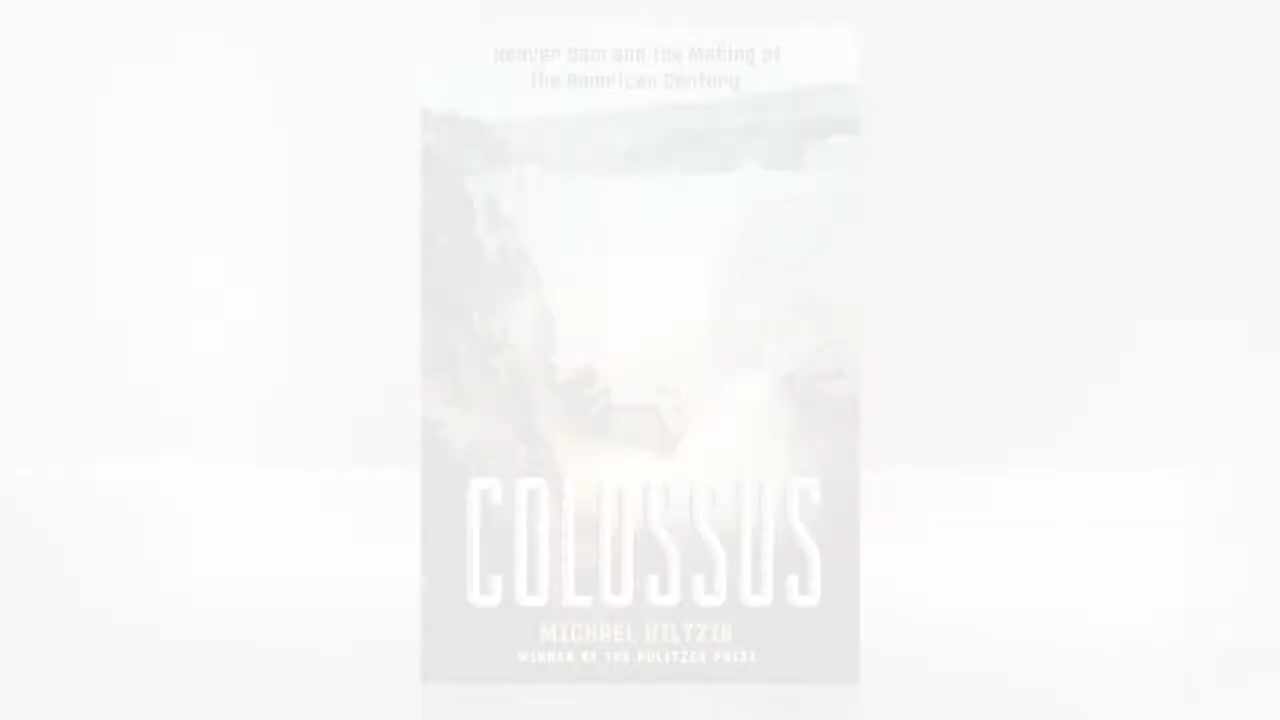 Hoover Dam and the Making of
the American Century
COLOSSUS
MICHAEL HILTZIK
WINNER OF THE PULITZER PRIZE